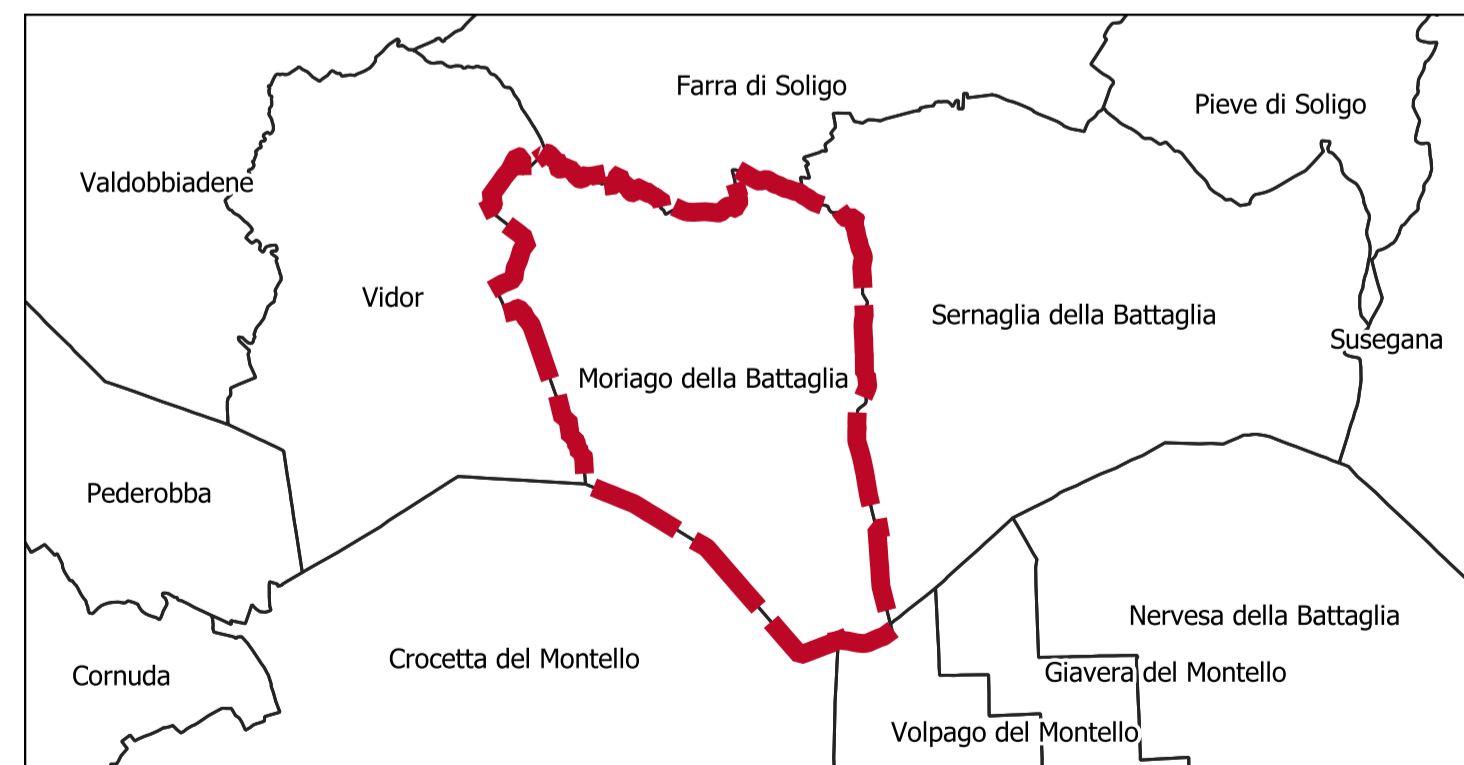 Farra di Soligo
Pieve di Soligo
Valdobbiadene
Vidor
Sernaglia della Battaglia
Susegana
Moriago della Battaglia
Pederobba
Nervesa della Battaglia
Crocetta del Montello
Giavera del Montello
Cornuda
Volpago del Montello